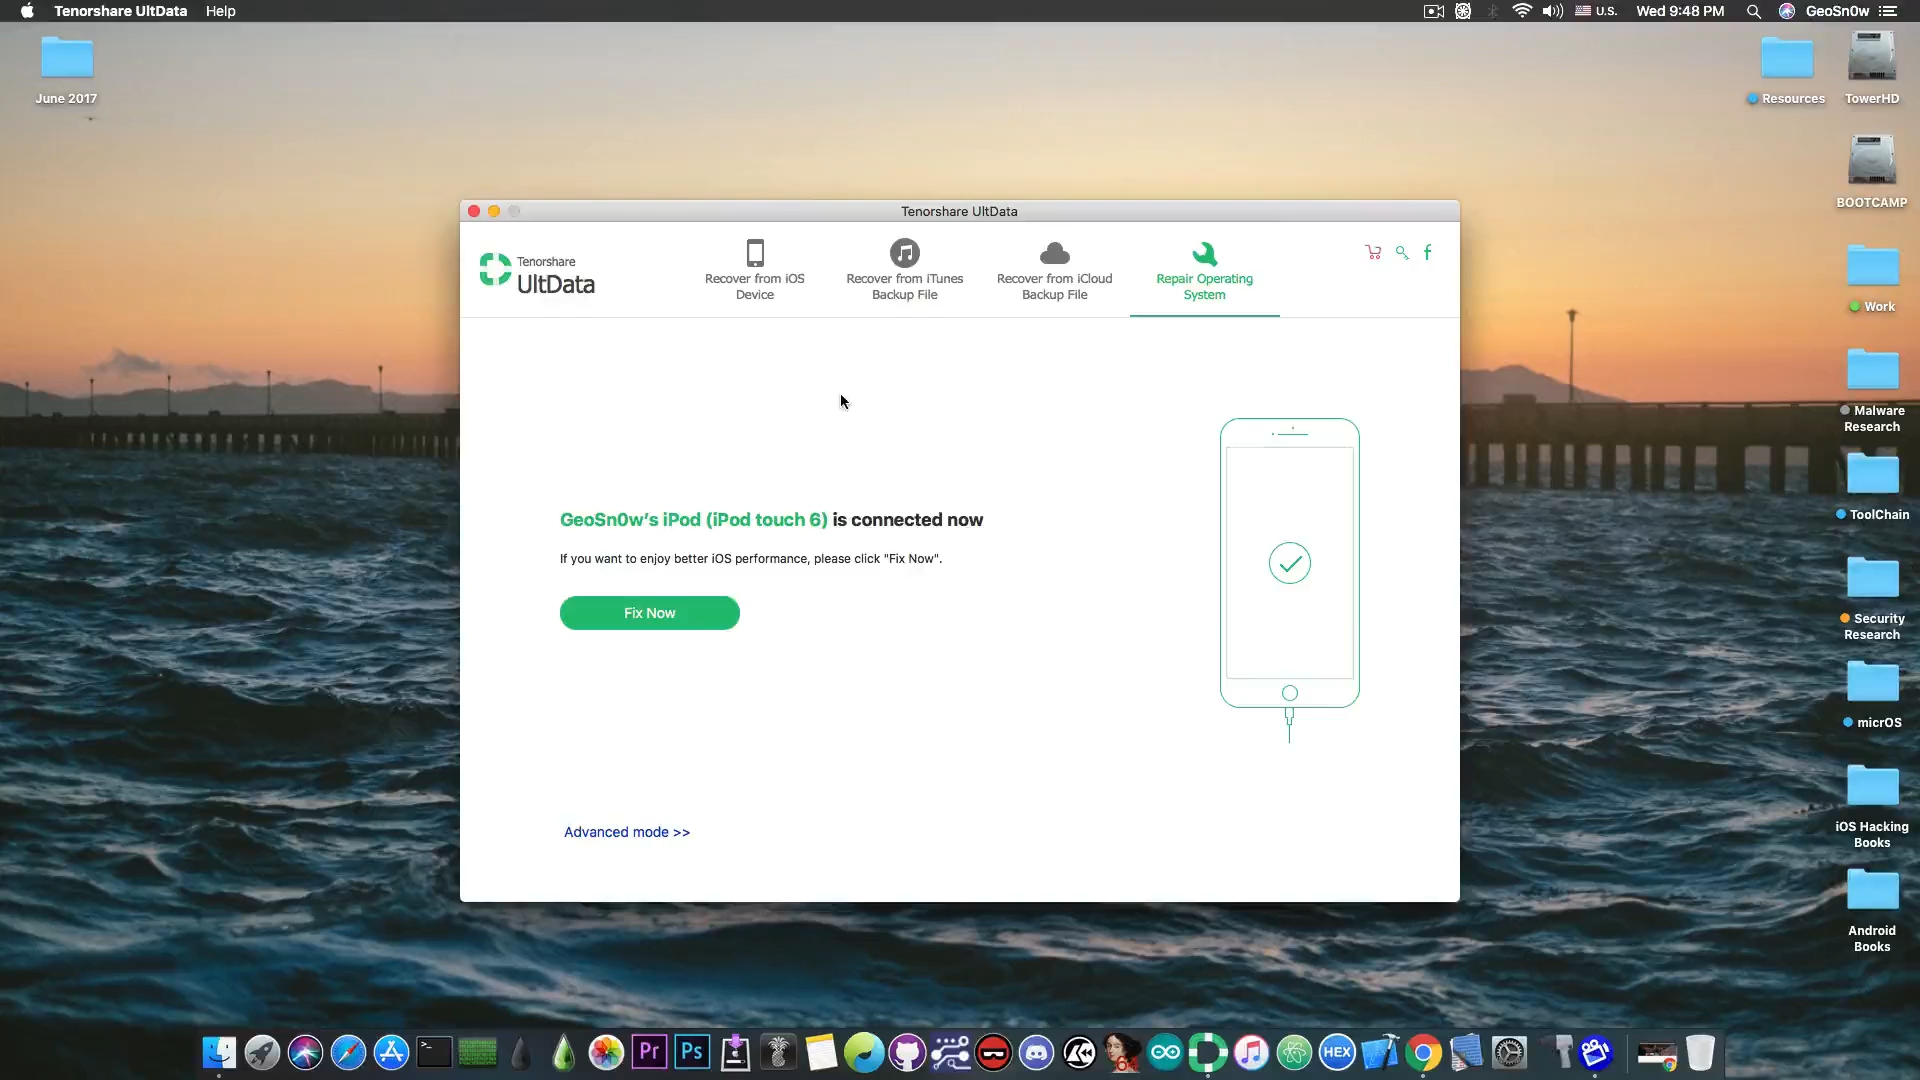 Tenorshare UltData Help U.S. Wed 9:48 PM GeoSn0w
June 2017
Resources
TowerHD
BOOTCAMP
Work
Malware
Research
ToolChain
Security
Research
micrOS
iOS Hacking
Books
Android
Books
Tenorshare UltData
Tenorshare
UltData
Recover from iOS
Device
Recover from iTunes
Backup File
Recover from iCloud
Backup File
Repair Operating
System
f
GeoSn0w's iPod (iPod touch 6) is connected now
If you want to enjoy better iOS performance, please click "Fix Now".
Fix Now
Advanced mode >>
>_
Pr
Ps
64
HEX